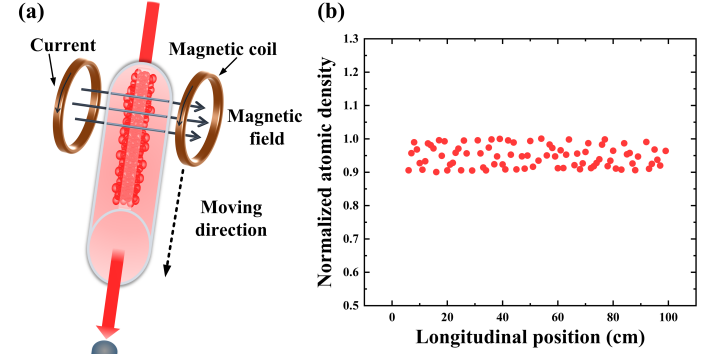 (a)
Current
Magnetic coil
Magnetic
field
Moving
direction
(b)
Normalized atomic density
1.3
1.2
1.1
1.0
0.9
0.8
0.7
0.6
0.5
0
20
40
60
80
100
Longitudinal position (cm)